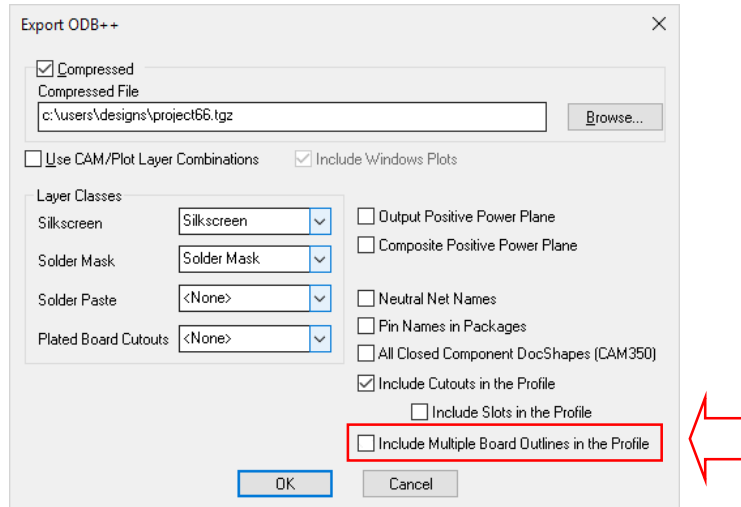 Export ODB++
Compressed
Compressed File
c:\users\designs\project66.tgz
Browse...
Use CAM/Plot Layer Combinations
Include Windows Plots
Layer Classes
Silkscreen
Silkscreen
Solder Mask
Solder Mask
Solder Paste
<None>
Plated Board Cutouts
<None>
Output Positive Power Plane
Composite Positive Power Plane
Neutral Net Names
Pin Names in Packages
All Closed Component DocShapes (CAM350)
Include Cutouts in the Profile
Include Slots in the Profile
Include Multiple Board Outlines in the Profile
OK
Cancel